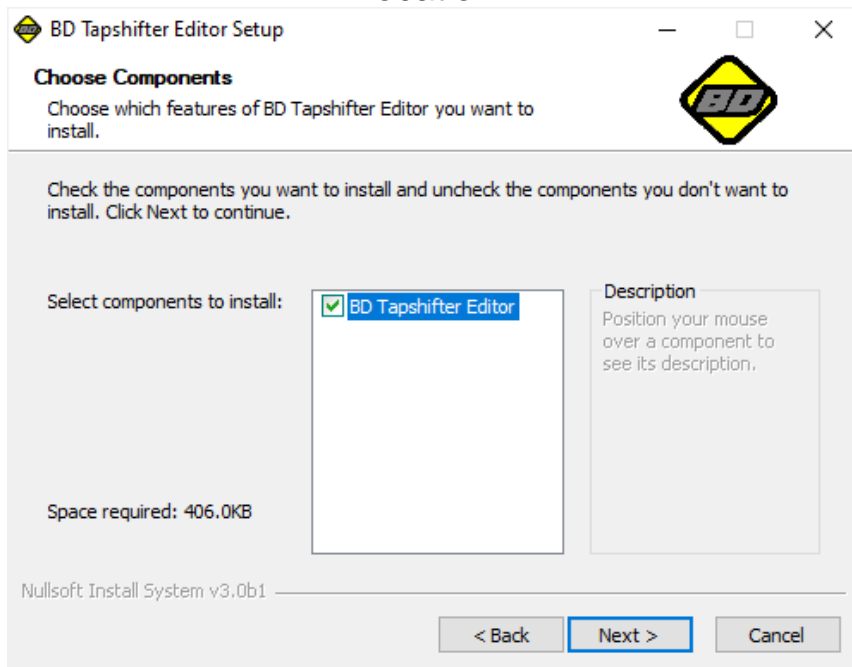 BD Tapshifter Editor Setup
Choose Components
Choose which features of BD Tapshifter Editor you want to
install.
BD
Check the components you want to install and uncheck the components you don't want to
install. Click Next to continue.
Select components to install:
BD Tapshifter Editor
Description
Position your mouse
over a component to
see its description.
Space required: 406.0KB
Nullsoft Install System v3.0b1
< Back
Next >
Cancel